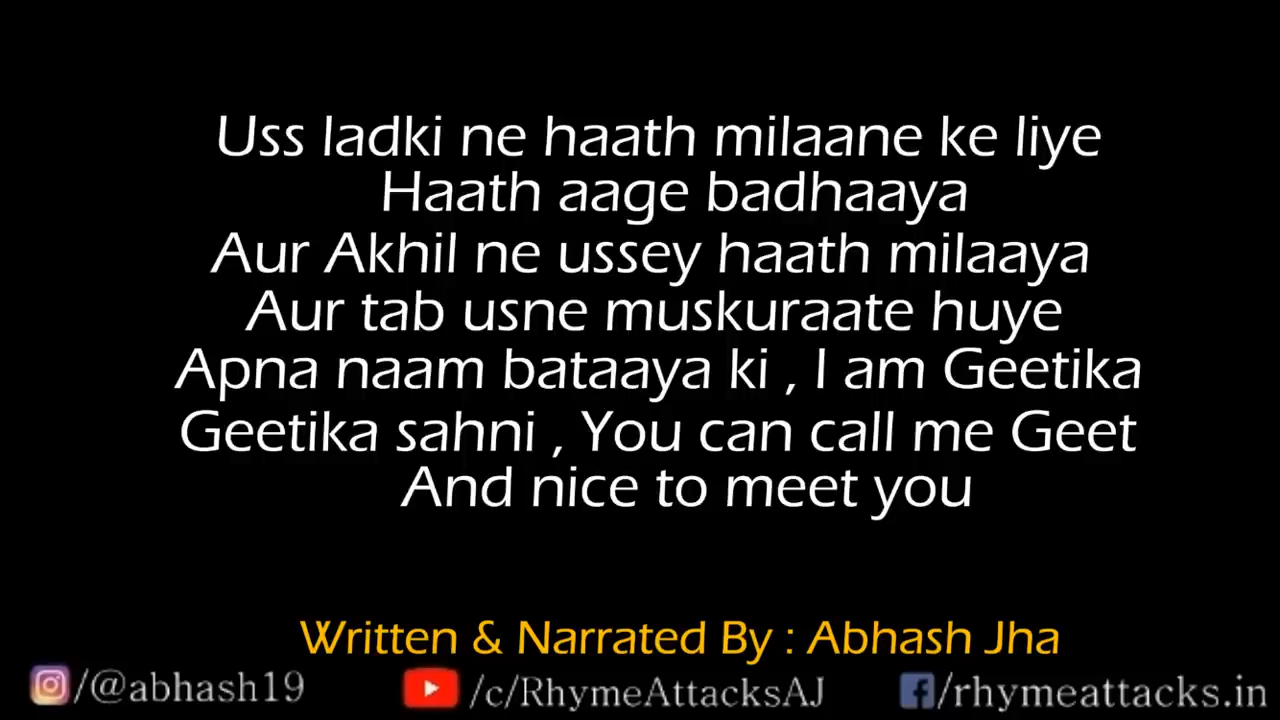 Uss ladki ne haath milaane ke liye
Haath aage badhaaya
Aur Akhil ne ussey haath milaaya
Aur tab usne muskuraate huye
Apna naam bataaya ki , I am Geetika
Geetika sahni , You can call me Geet
And nice to meet you
Written & Narrated By : Abhash Jha
/@abhash19 /c/RhymeAttacksAJ /rhymeattacks.in